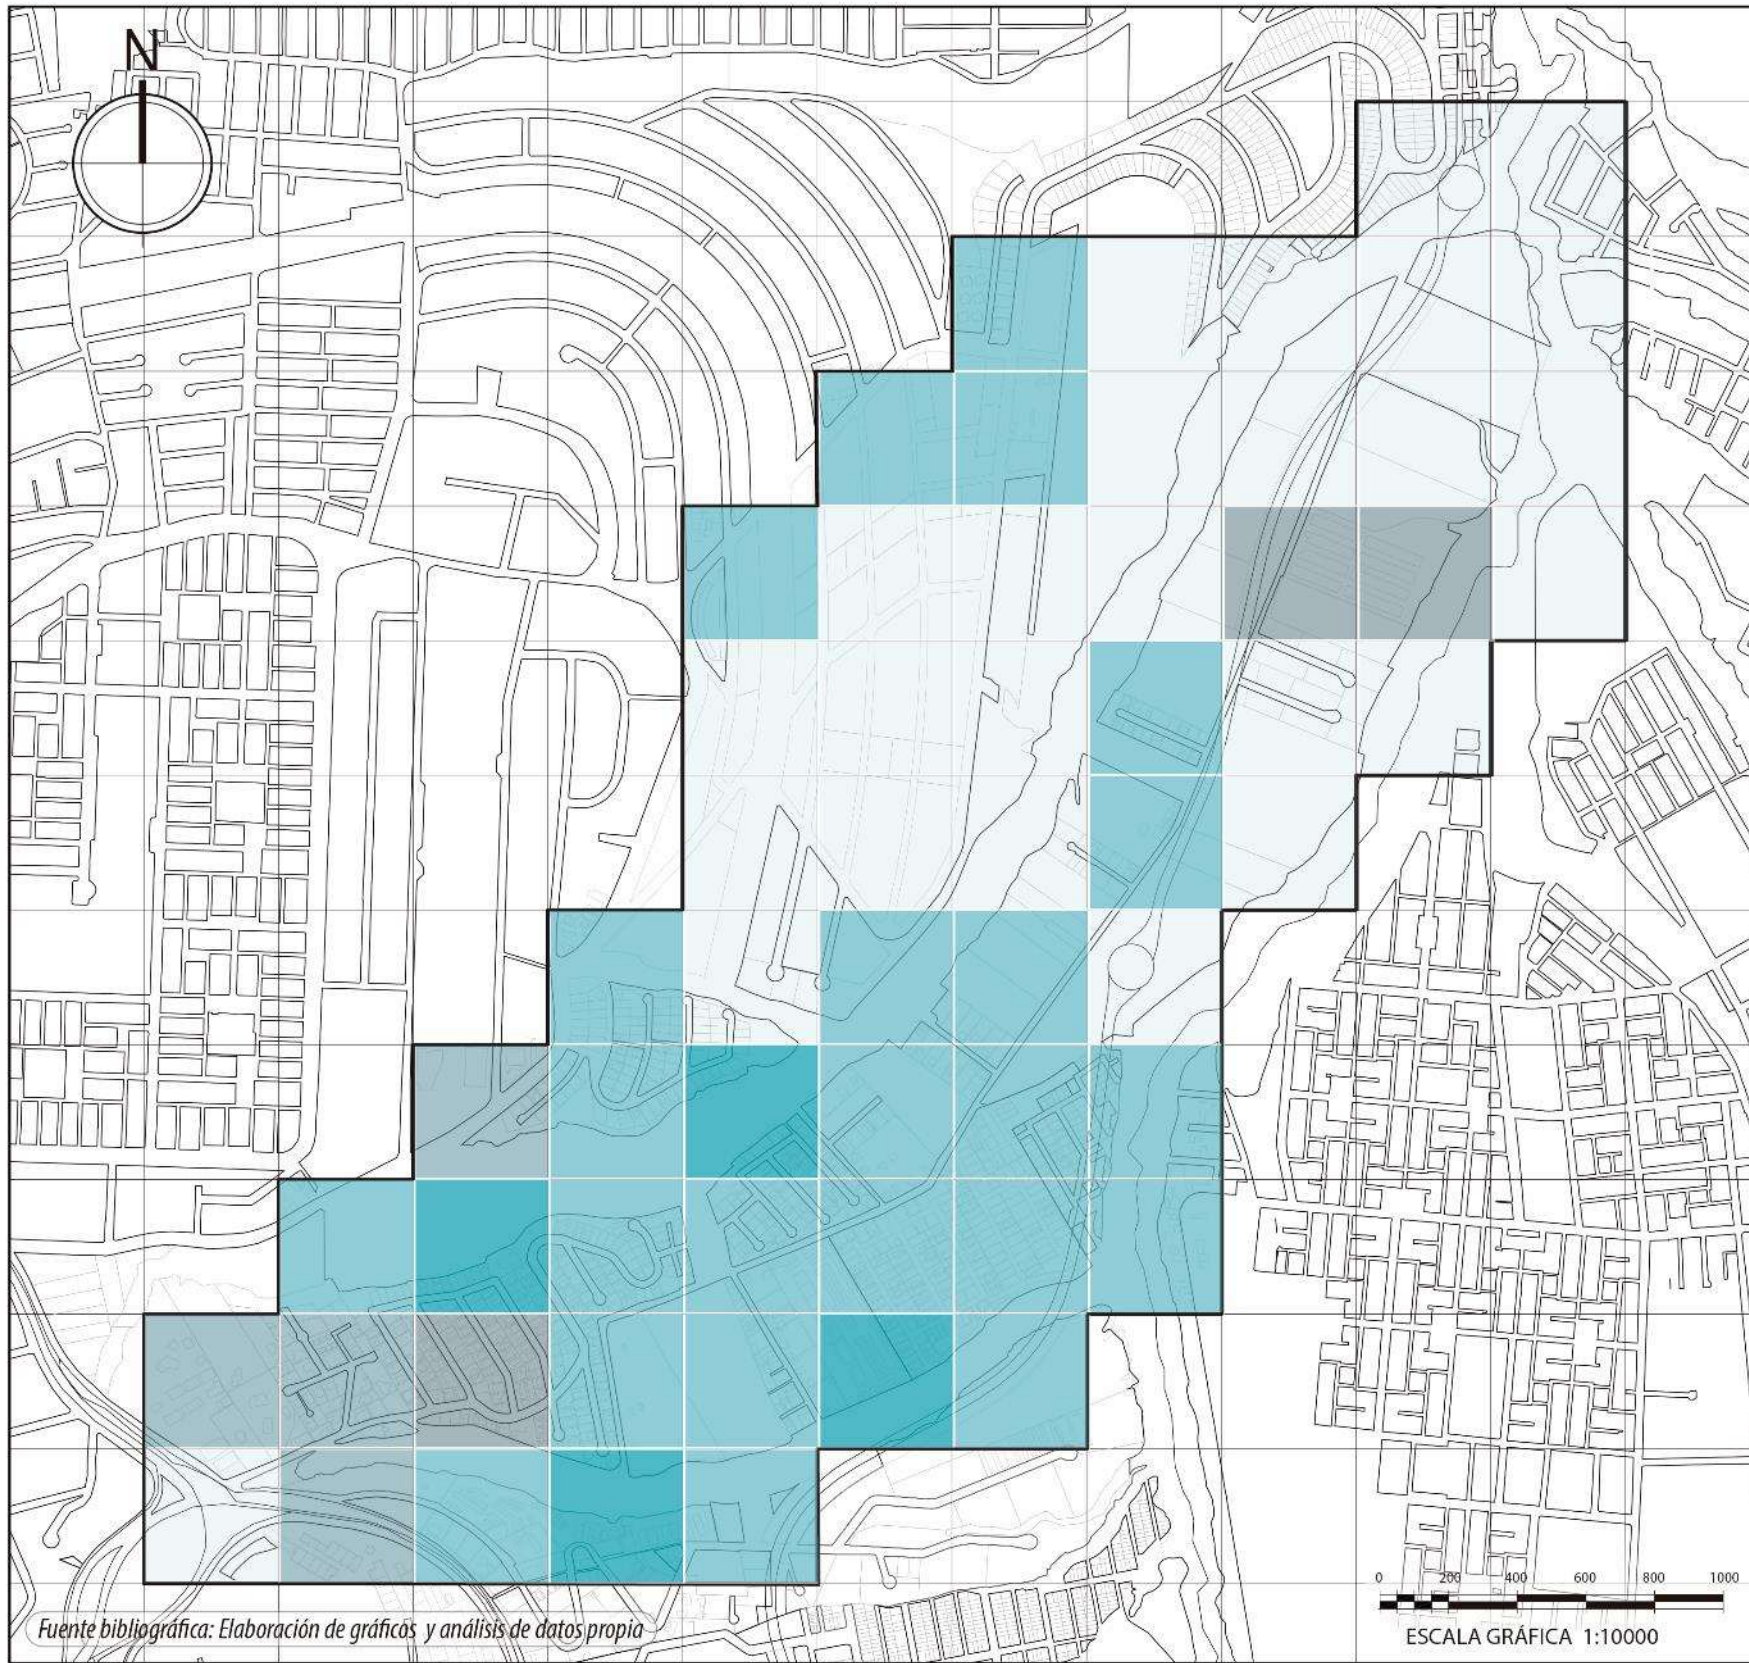 N
0 200 400 600 800 1000
ESCALA GRÁFICA 1:10000
Fuente bibliográfica: Elaboración de gráficos y análisis de datos propia